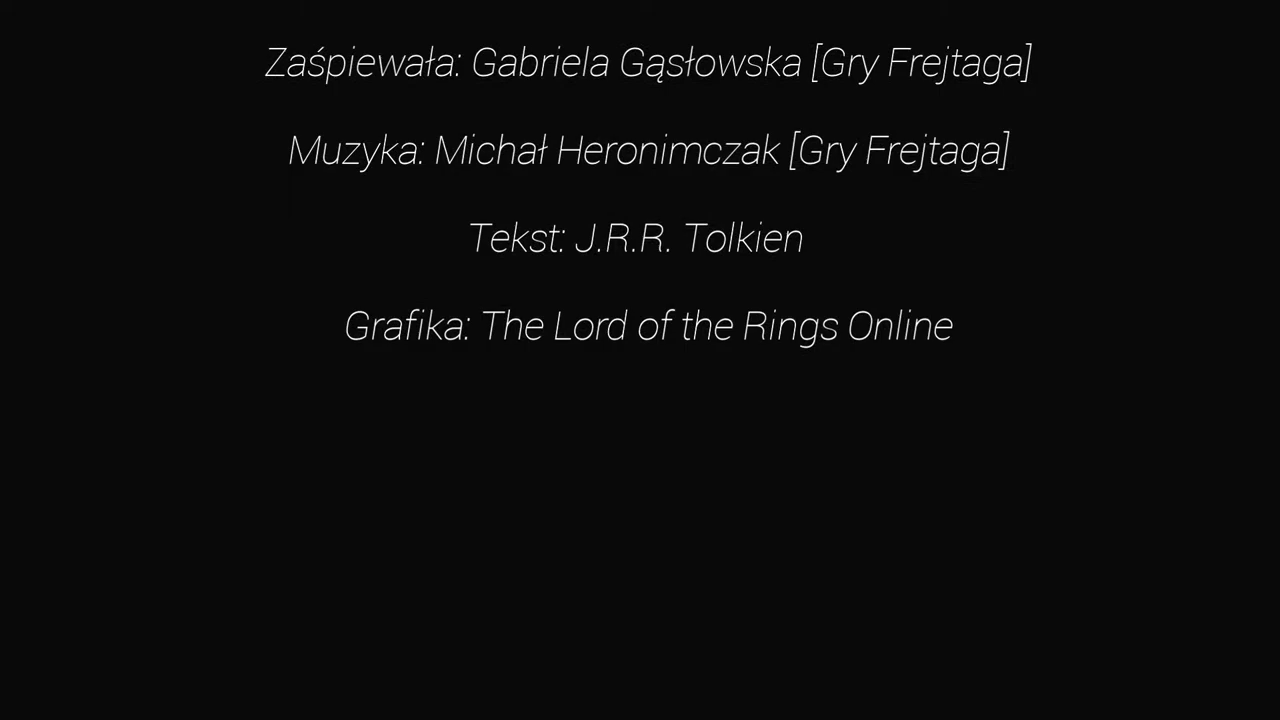 Zaśpiewała: Gabriela Gąsłowska [Gry Frejtaga]
Muzyka: Michał Heronimczak [Gry Frejtaga]
Tekst: J.R.R. Tolkien
Grafika: The Lord of the Rings Online